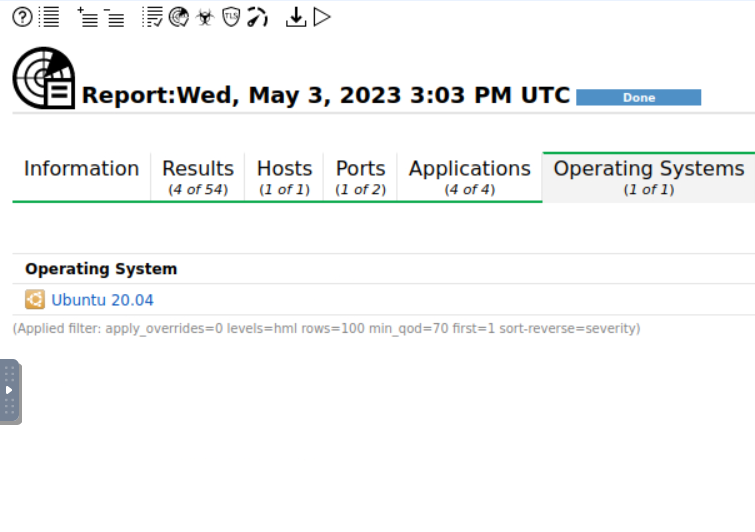 TLS
Report:Wed, May 3, 2023 3:03 PM UTC Done
Information Results Hosts Ports Applications Operating Systems
(4 of 54) (1 of 1) (1 of 2) (4 of 4) (1 of 1)
Operating System
Ubuntu 20.04
(Applied filter: apply_overrides=0 levels=hml rows=100 min_qod=70 first=1 sort-reverse=severity)